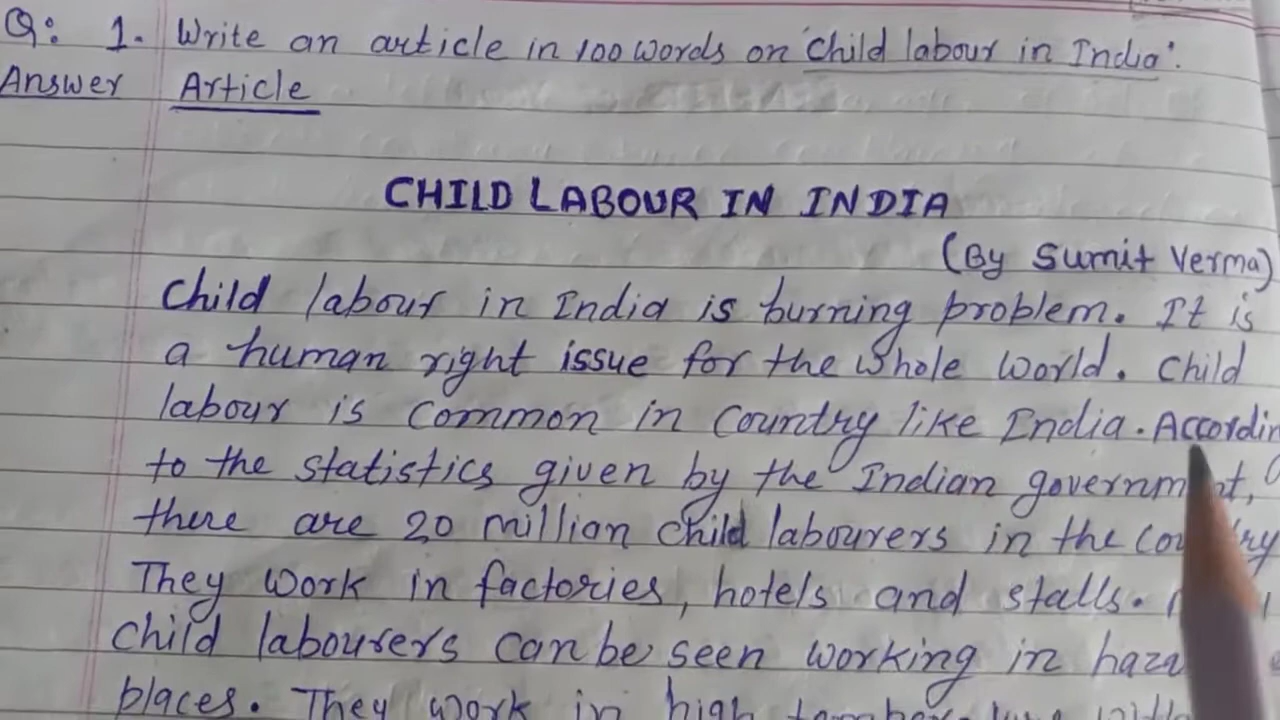 Q: 1. Write an article in 100 words on 'Child labour in India'.
Answer Article
CHILD LABOUR IN INDIA
(By Sumit Verma)
Child labour in India is burning problem. It is
a human right issue for the whole world. Child
labour is common in country like India. Accordin
to the statistics given by the Indian government,
there are 20 million child labourers in the country
They work in factories, hotels and stalls.
child labourers can be seen working in haza
places. They work in high